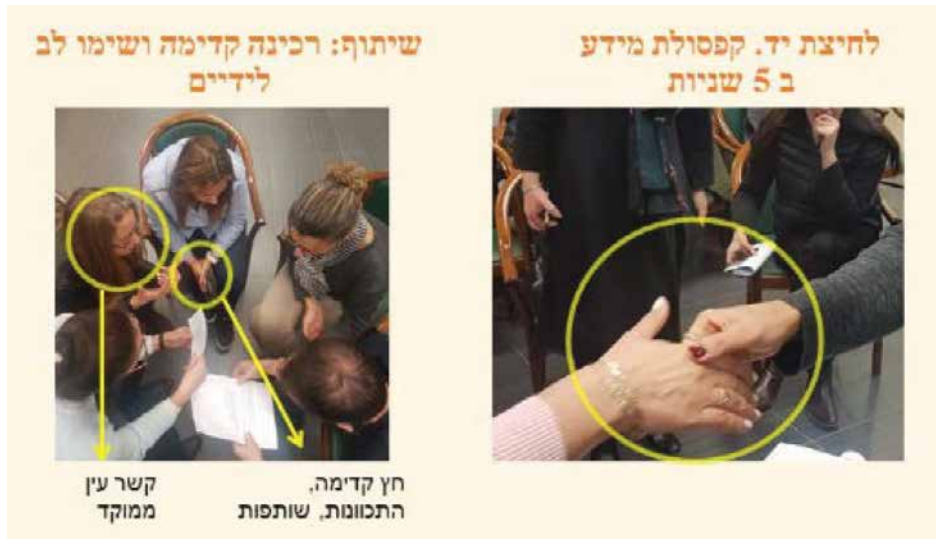 לחיצת יד. קפסולת מידע
ב 5 שניות
שיתוף: רכינה קדימה ושימו לב
לידיים
חץ קדימה,
התכוונות, שותפות
קשר עין
ממוקד